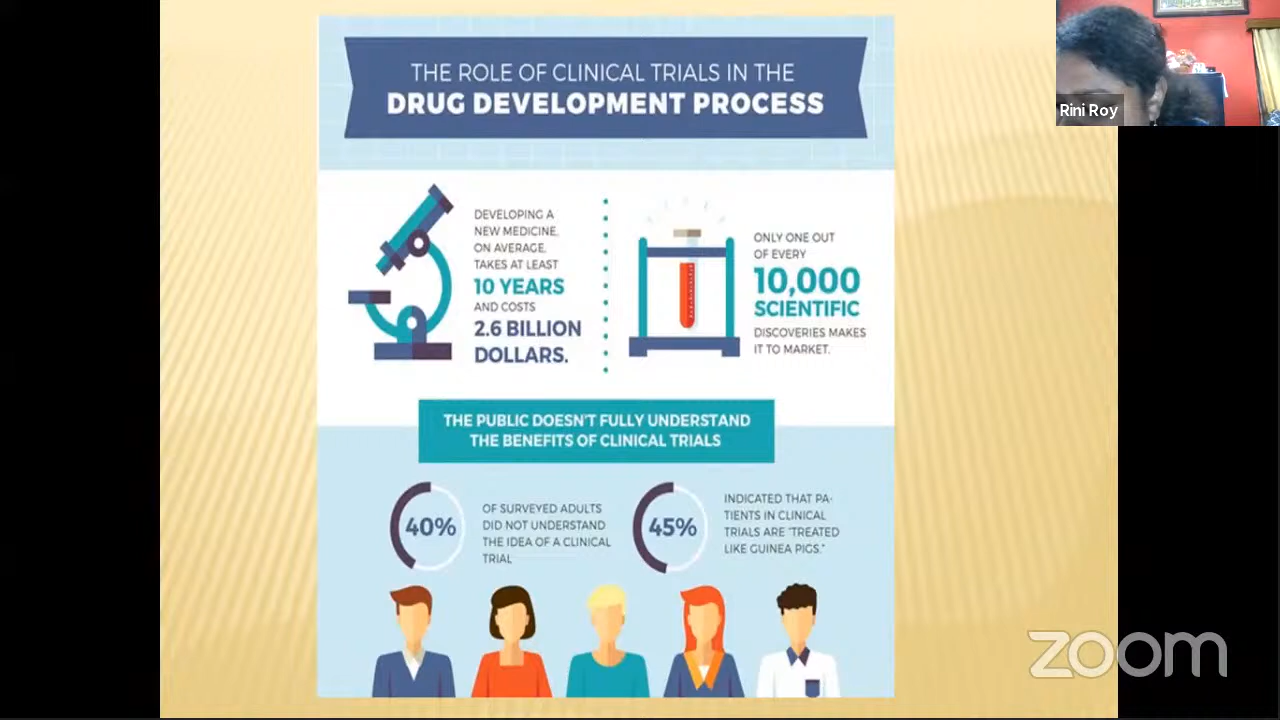 THE ROLE OF CLINICAL TRIALS IN THE
DRUG DEVELOPMENT PROCESS
DEVELOPING A
NEW MEDICINE,
ON AVERAGE,
TAKES AT LEAST
10 YEARS
AND COSTS
2.6 BILLION
DOLLARS.
ONLY ONE OUT
OF EVERY
10,000
SCIENTIFIC
DISCOVERIES MAKES
IT TO MARKET.
THE PUBLIC DOESN'T FULLY UNDERSTAND
THE BENEFITS OF CLINICAL TRIALS
40%
OF SURVEYED ADULTS
DID NOT UNDERSTAND
THE IDEA OF A CLINICAL
TRIAL
45%
INDICATED THAT PA-
TIENTS IN CLINICAL
TRIALS ARE "TREATED
LIKE GUINEA PIGS."
Rini Roy
zoom